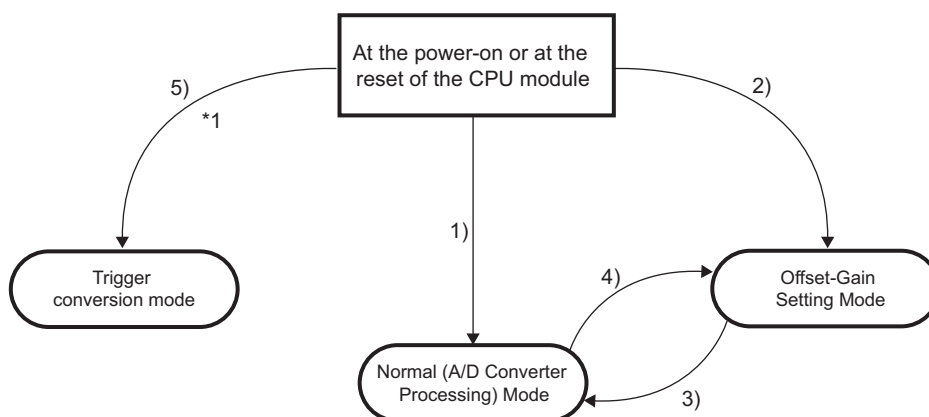 At the power-on or at the
reset of the CPU module
5)
*1
2)
1)
4)
Trigger
conversion mode
Offset-Gain
Setting Mode
Normal (A/D Converter
Processing) Mode
3)